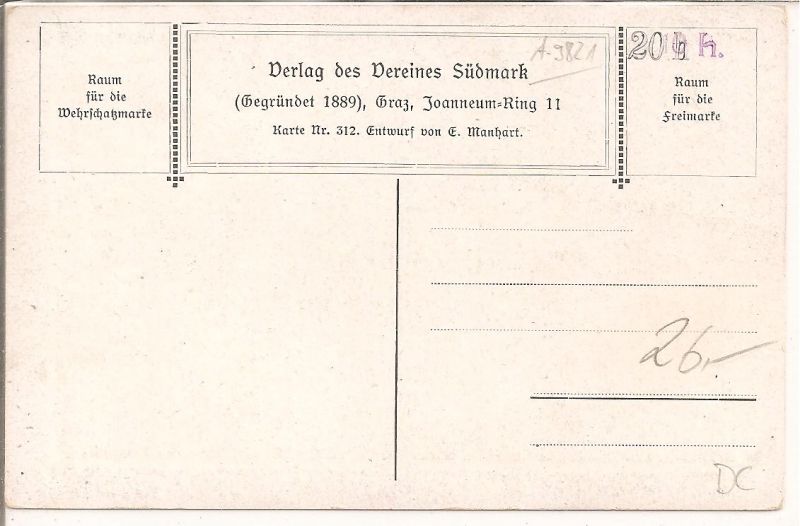 Raum
für die
Wehrschatzmarke
A-9821
Verlag des Vereines Südmark
(Gegründet 1889), Graz, Joanneum-Ring 11
Karte Nr. 312. Entwurf von E. Manhart.
20 h h.
Raum
für die
Freimarke
26,-
DC